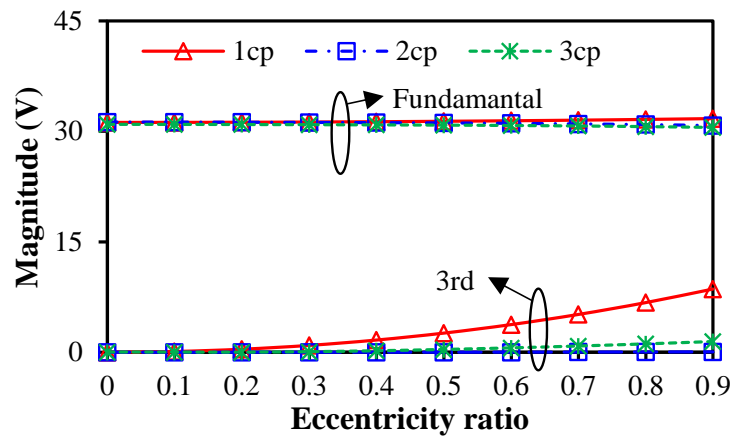 45
1cp 2cp 3cp
Fundamantal
30
Magnitude (V)
15
3rd
0
0 0.1 0.2 0.3 0.4 0.5 0.6 0.7 0.8 0.9
Eccentricity ratio